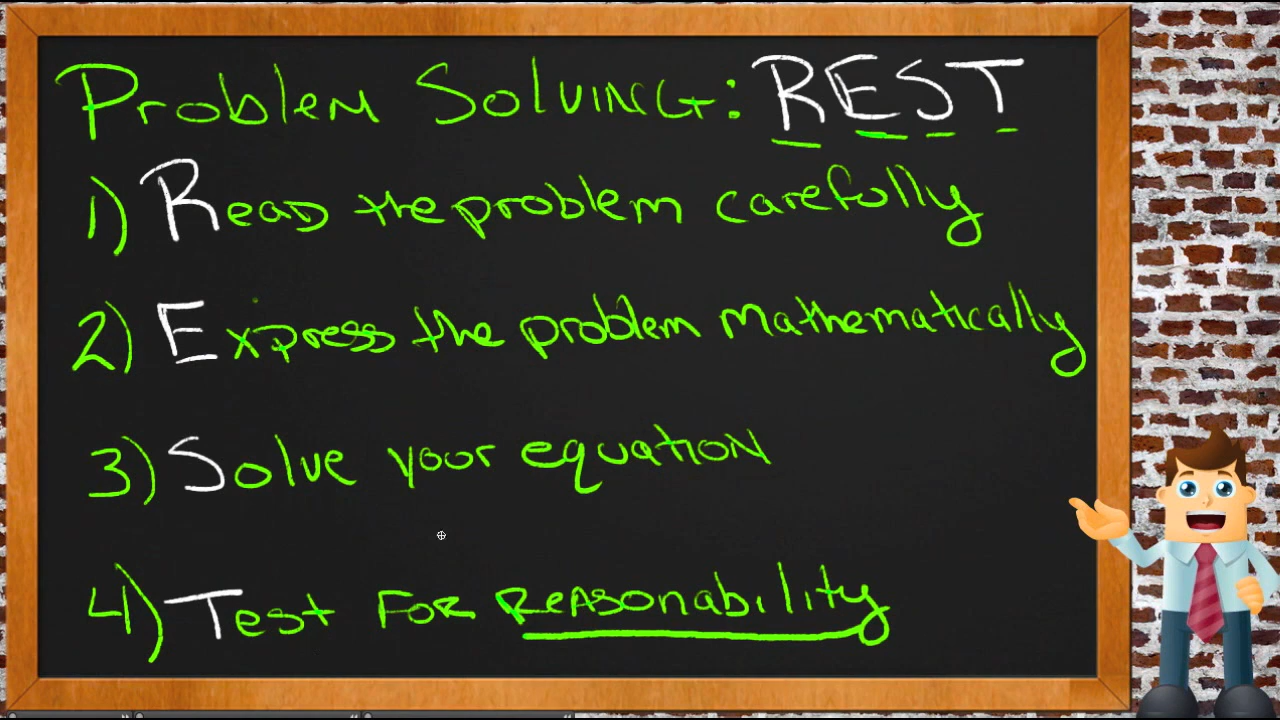 Problem Solving: REST
1) Read the problem carefully
2) Express the problem mathematically
3) Solve your equation
4) Test for reasonability